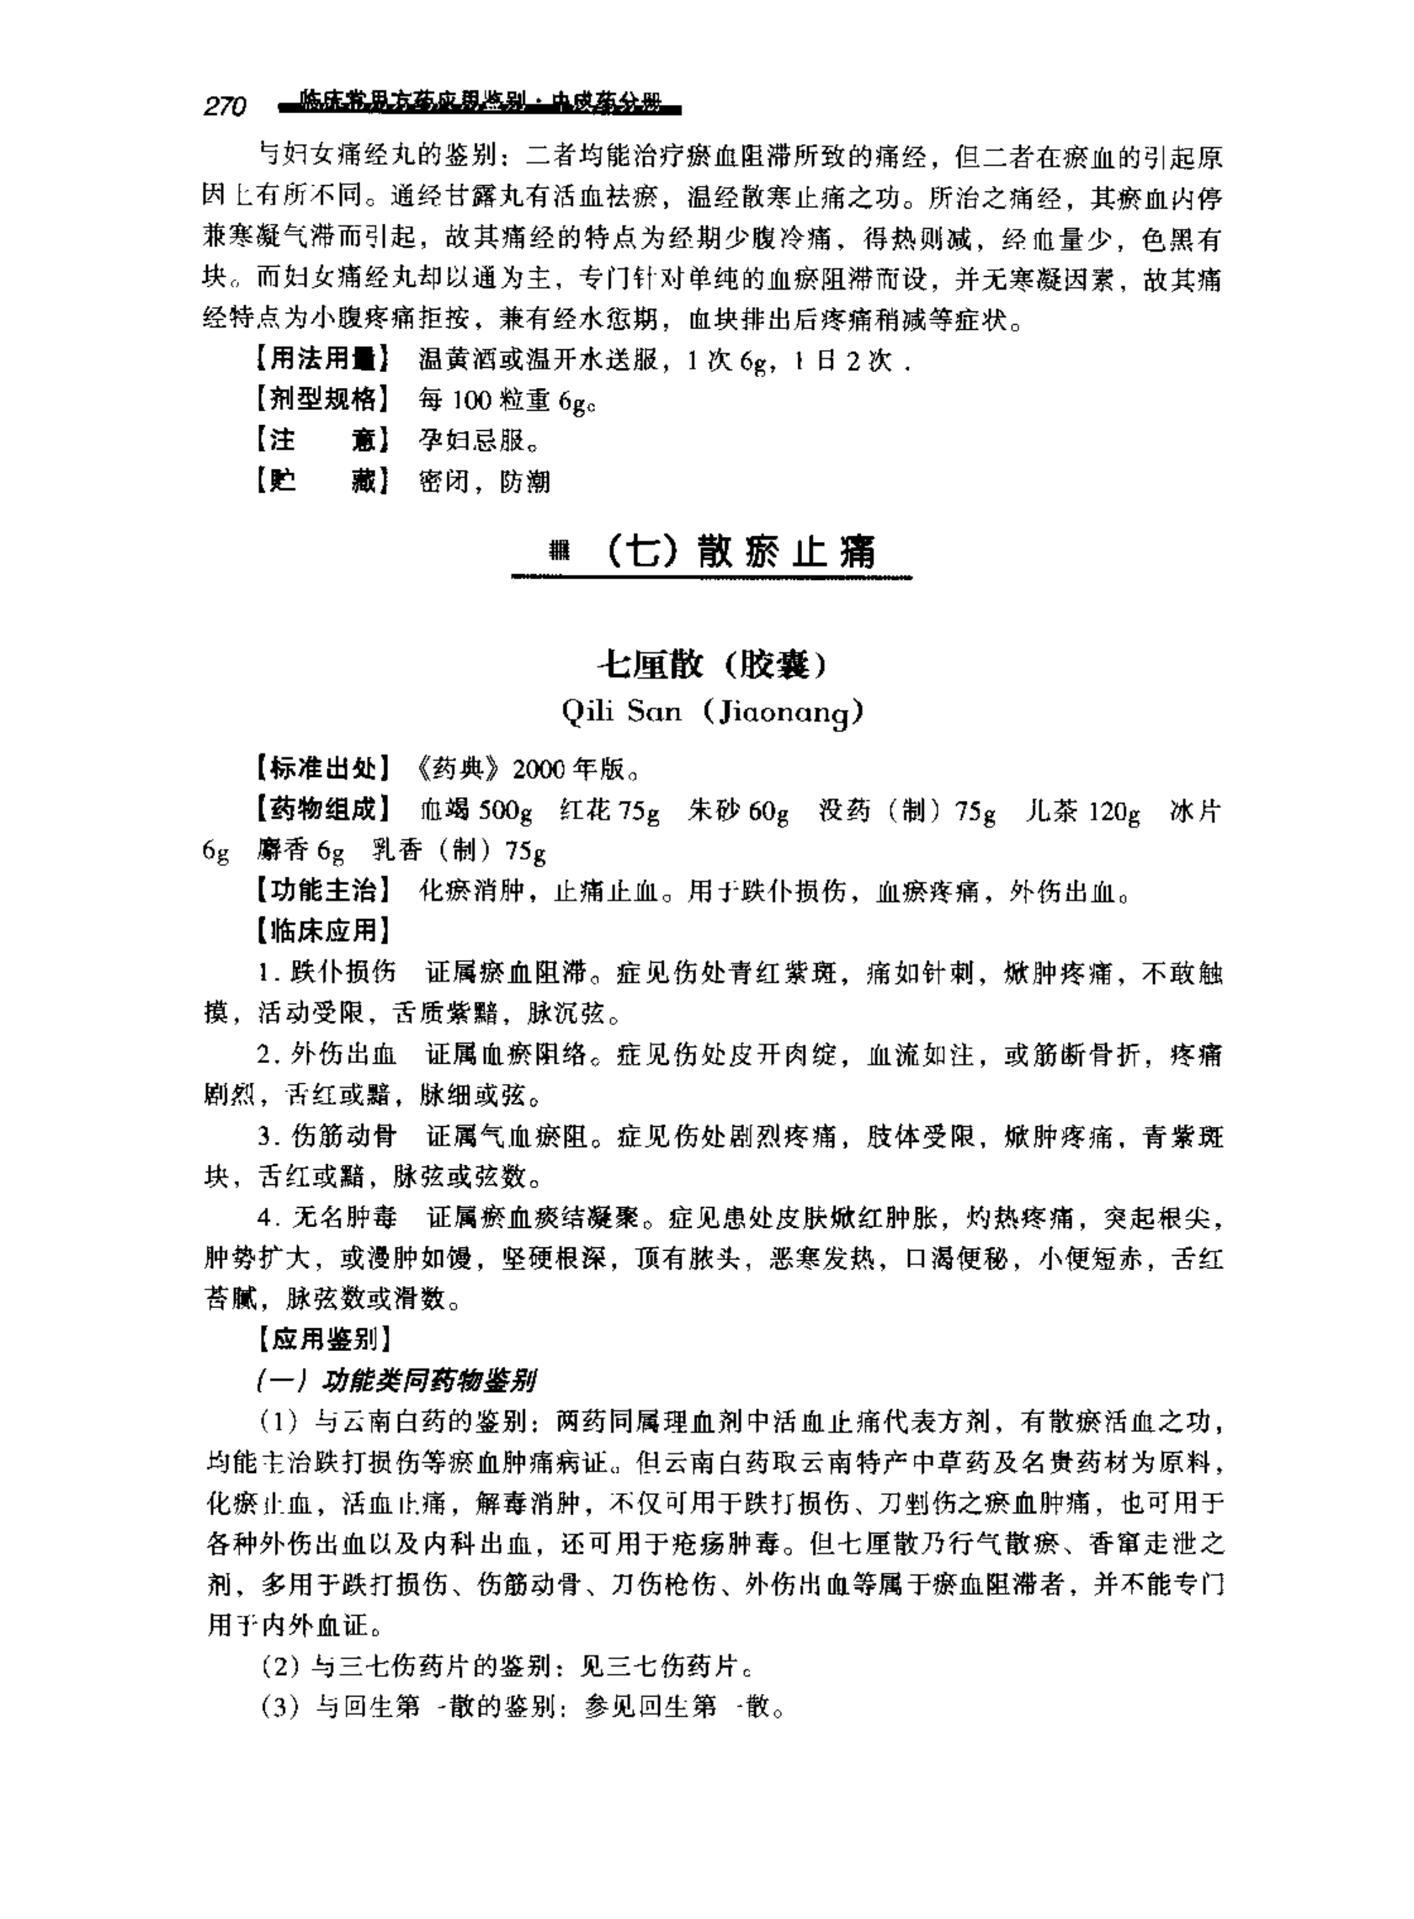 270 临床常用方药应用鉴别·中成药分册
与妇女痛经丸的鉴别：二者均能治疗瘀血阻滞所致的痛经，但二者在瘀血的引起原
因上有所不同。通经甘露丸有活血祛瘀，温经散寒止痛之功。所治之痛经，其瘀血内停
兼寒凝气滞而引起，故其痛经的特点为经期少腹冷痛，得热则减，经血量少，色黑有
块。而妇女痛经丸却以通为主，专门针对单纯的血瘀阻滞而设，并无寒凝因素，故其痛
经特点为小腹疼痛拒按，兼有经水愆期，血块排出后疼痛稍减等症状。
【用法用量】 温黄酒或温开水送服，1次6g，1日2次．
【剂型规格】 每100粒重6g。
【注　　意】 孕妇忌服。
【贮　　藏】 密闭，防潮
（七）散瘀止痛
七厘散（胶囊）
Qili San（Jiaonang）
【标准出处】《药典》2000年版。
【药物组成】 血竭500g　红花75g　朱砂60g　没药（制）75g　儿茶120g　冰片
6g　麝香6g　乳香（制）75g
【功能主治】 化瘀消肿，止痛止血。用于跌仆损伤，血瘀疼痛，外伤出血。
【临床应用】
1. 跌仆损伤　证属瘀血阻滞。症见伤处青红紫斑，痛如针刺，焮肿疼痛，不敢触
摸，活动受限，舌质紫黯，脉沉弦。
2. 外伤出血　证属血瘀阻络。症见伤处皮开肉绽，血流如注，或筋断骨折，疼痛
剧烈，舌红或黯，脉细或弦。
3. 伤筋动骨　证属气血瘀阻。症见伤处剧烈疼痛，肢体受限，焮肿疼痛，青紫斑
块，舌红或黯，脉弦或弦数。
4. 无名肿毒　证属瘀血痰结凝聚。症见患处皮肤焮红肿胀，灼热疼痛，突起根尖，
肿势扩大，或漫肿如馒，坚硬根深，顶有脓头，恶寒发热，口渴便秘，小便短赤，舌红
苔腻，脉弦数或滑数。
【应用鉴别】
（一）功能类同药物鉴别
（1）与云南白药的鉴别：两药同属理血剂中活血止痛代表方剂，有散瘀活血之功，
均能主治跌打损伤等瘀血肿痛病证。但云南白药取云南特产中草药及名贵药材为原料，
化瘀止血，活血止痛，解毒消肿，不仅可用于跌打损伤、刀剉伤之瘀血肿痛，也可用于
各种外伤出血以及内科出血，还可用于疮疡肿毒。但七厘散乃行气散瘀、香窜走泄之
剂，多用于跌打损伤、伤筋动骨、刀伤枪伤、外伤出血等属于瘀血阻滞者，并不能专门
用于内外血证。
（2）与三七伤药片的鉴别：见三七伤药片。
（3）与回生第一散的鉴别：参见回生第一散。